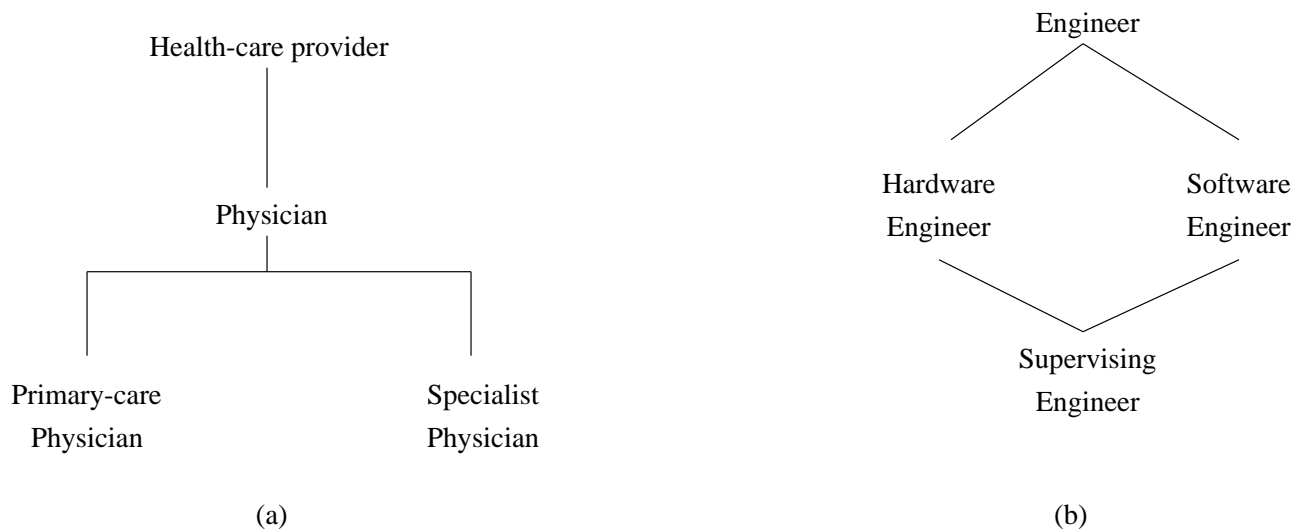 Health-care provider
Physician
Primary-care
Physician
Specialist
Physician
(a)
Engineer
Hardware
Engineer
Software
Engineer
Supervising
Engineer
(b)